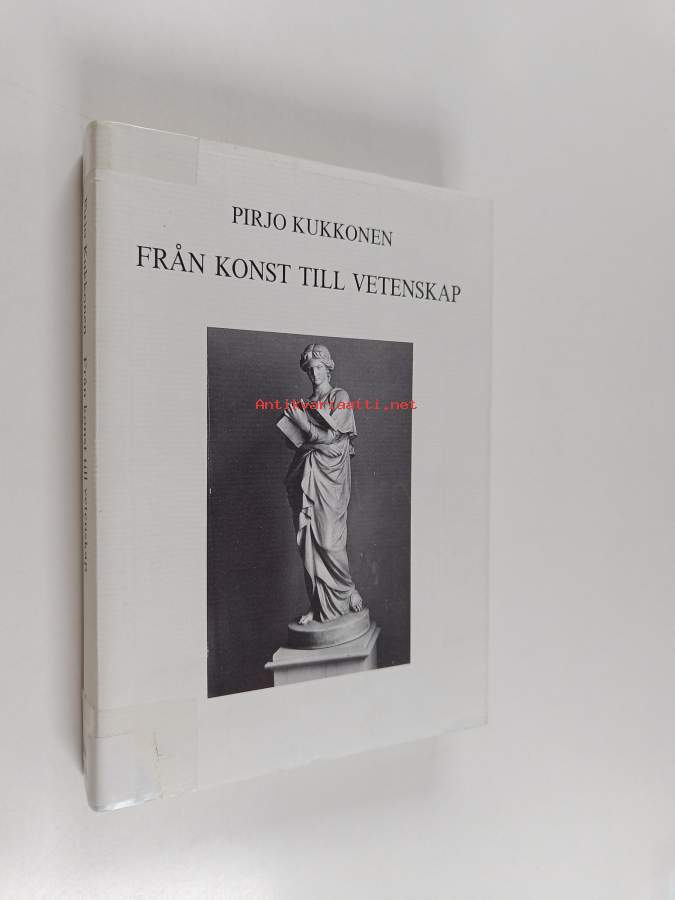 PIRJO KUKKONEN
FRÅN KONST TILL VETENSKAP
Antikvariaatti.net
Pirjo Kukkonen Från konst till vetenskap